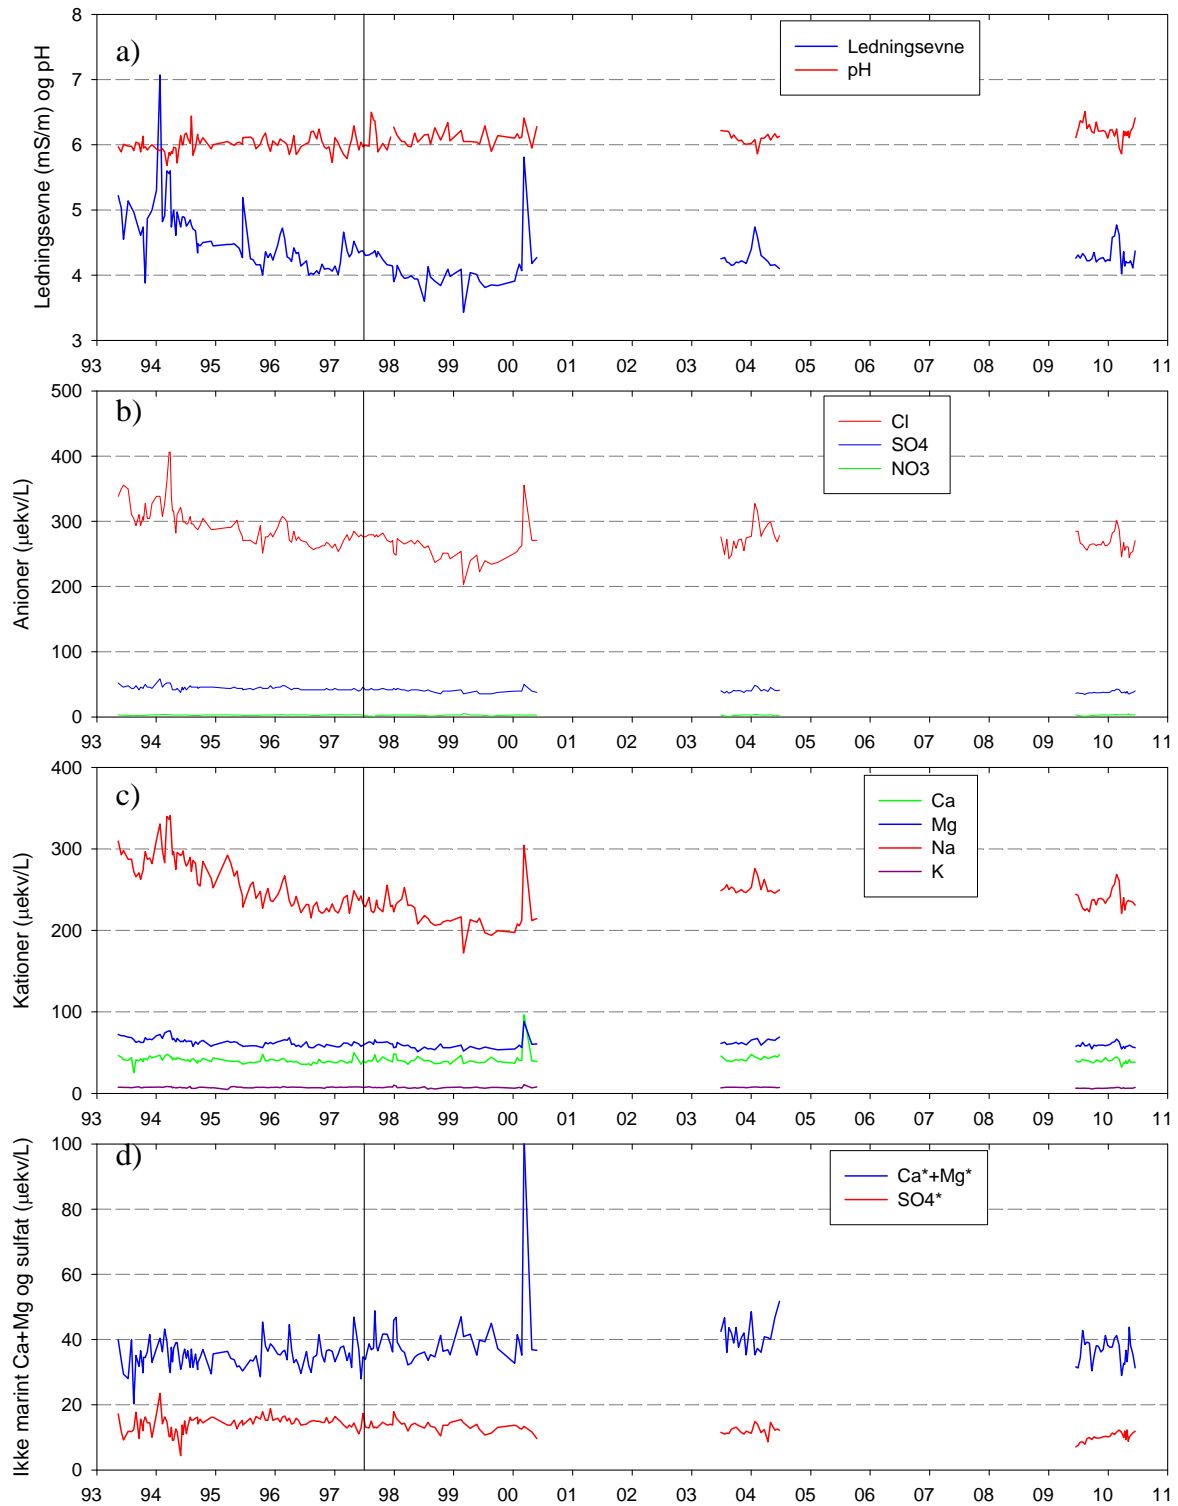 8
7
6
5
4
3
Ledningsevne (mS/m) og pH
a)
Ledningsevne
pH
93 94 95 96 97 98 99 00 01 02 03 04 05 06 07 08 09 10 11
500
400
300
200
100
0
Anioner (µekv/L)
b)
Cl
SO4
NO3
93 94 95 96 97 98 99 00 01 02 03 04 05 06 07 08 09 10 11
400
300
200
100
0
Kationer (µekv/L)
c)
Ca
Mg
Na
K
93 94 95 96 97 98 99 00 01 02 03 04 05 06 07 08 09 10 11
100
80
60
40
20
0
Ikke marint Ca+Mg og sulfat (µekv/L)
d)
Ca*+Mg*
SO4*
93 94 95 96 97 98 99 00 01 02 03 04 05 06 07 08 09 10 11